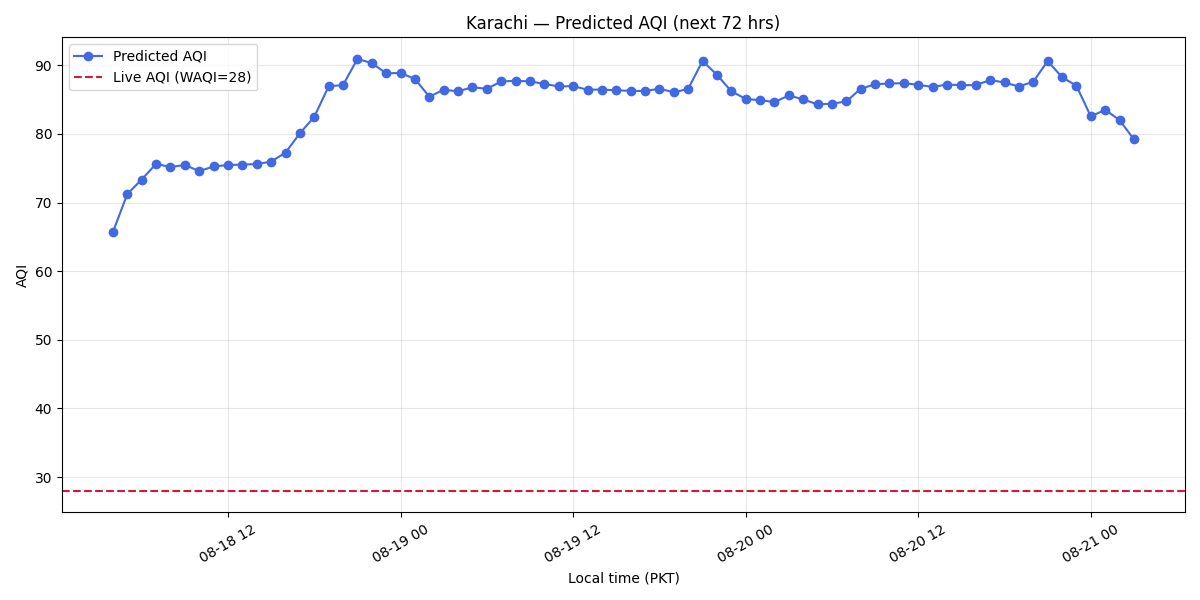 Karachi — Predicted AQI (next 72 hrs)
Predicted AQI
Live AQI (WAQI=28)
90
80
70
60
50
40
30
AQI
08-18 12
08-19 00
08-19 12
08-20 00
08-20 12
08-21 00
Local time (PKT)